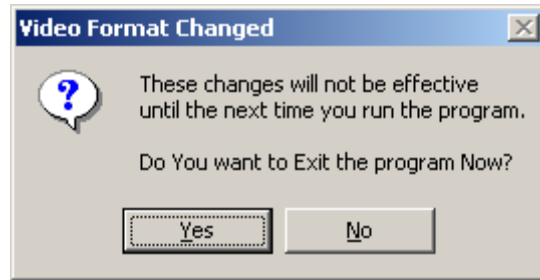 Video Format Changed
These changes will not be effective
until the next time you run the program.
Do You want to Exit the program Now?
Yes
No